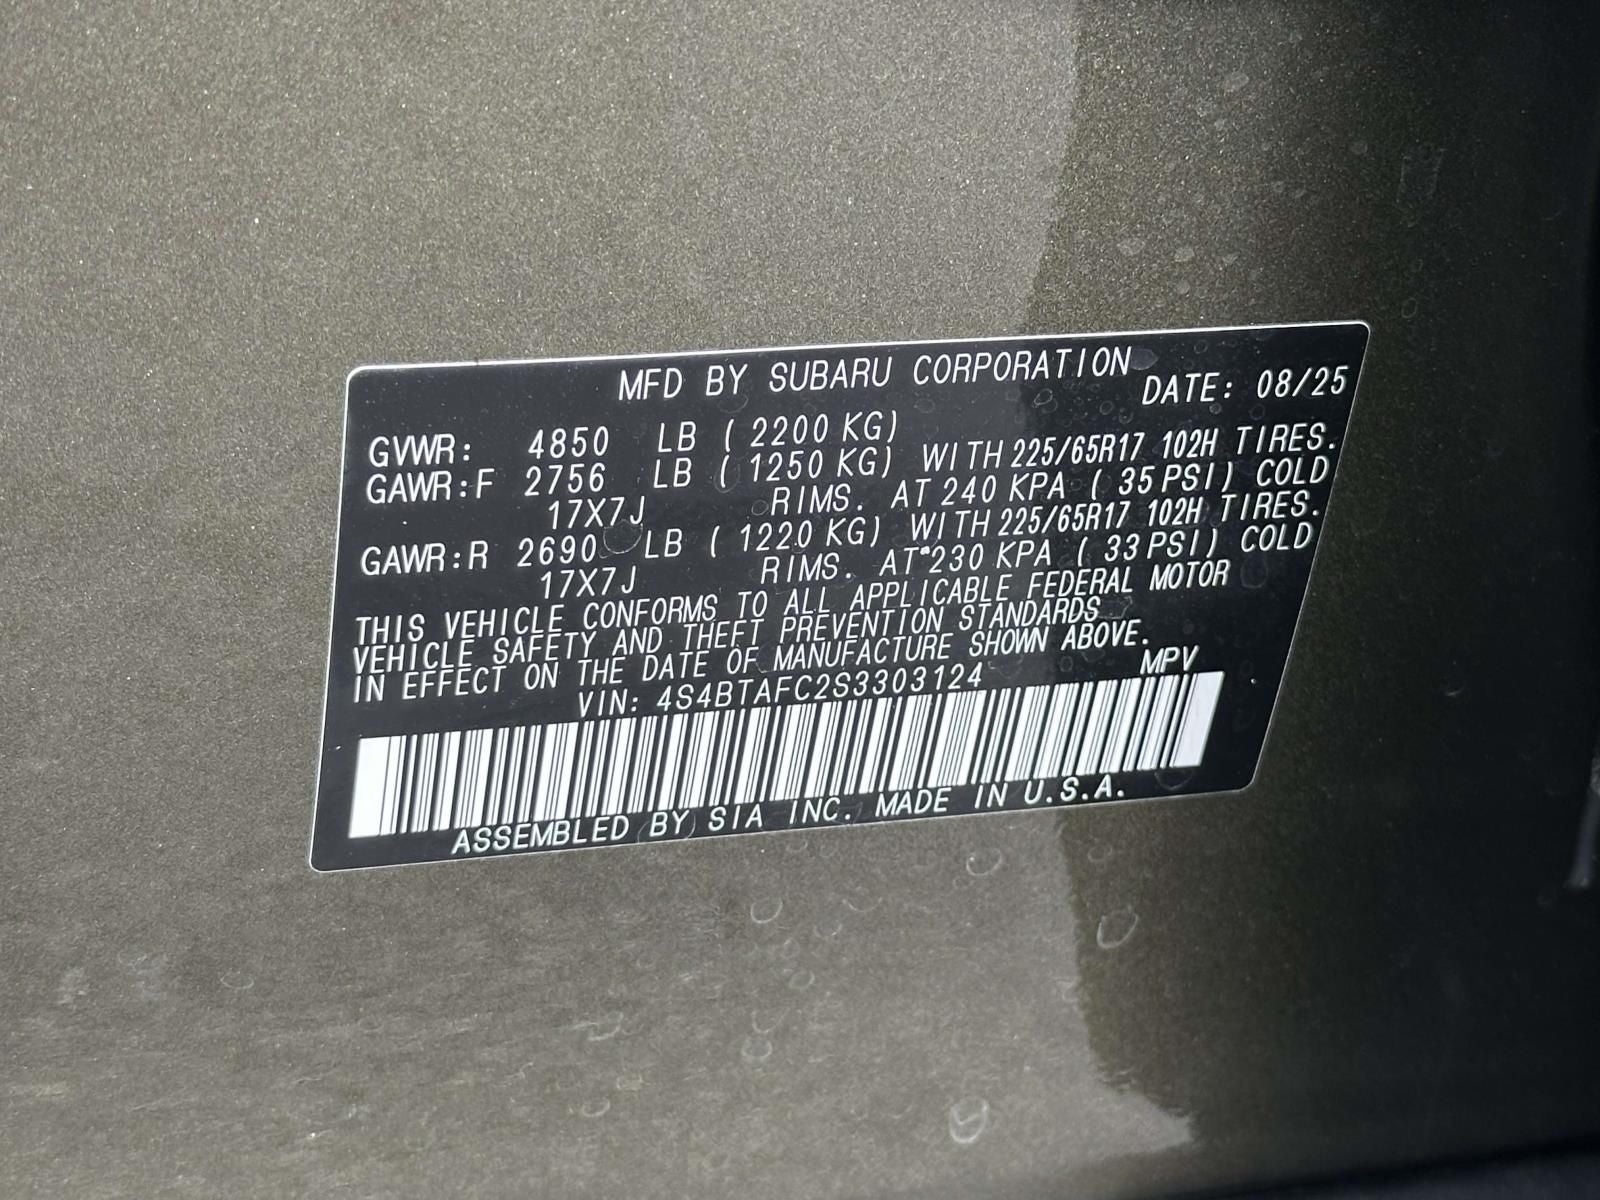 MFD BY SUBARU CORPORATION DATE: 08/25
GVWR: 4850 LB (2200 KG)
GAWR:F 2756 LB (1250 KG) WITH 225/65R17 102H TIRES.
17X7J RIMS. AT 240 KPA (35 PSI) COLD
GAWR:R 2690 LB (1220 KG) WITH 225/65R17 102H TIRES.
17X7J RIMS. AT 230 KPA (33 PSI) COLD
THIS VEHICLE CONFORMS TO ALL APPLICABLE FEDERAL MOTOR
VEHICLE SAFETY AND THEFT PREVENTION STANDARDS
IN EFFECT ON THE DATE OF MANUFACTURE SHOWN ABOVE.
VIN: 4S4BTAFC2S3303124 MPV
ASSEMBLED BY SIA INC. MADE IN U.S.A.